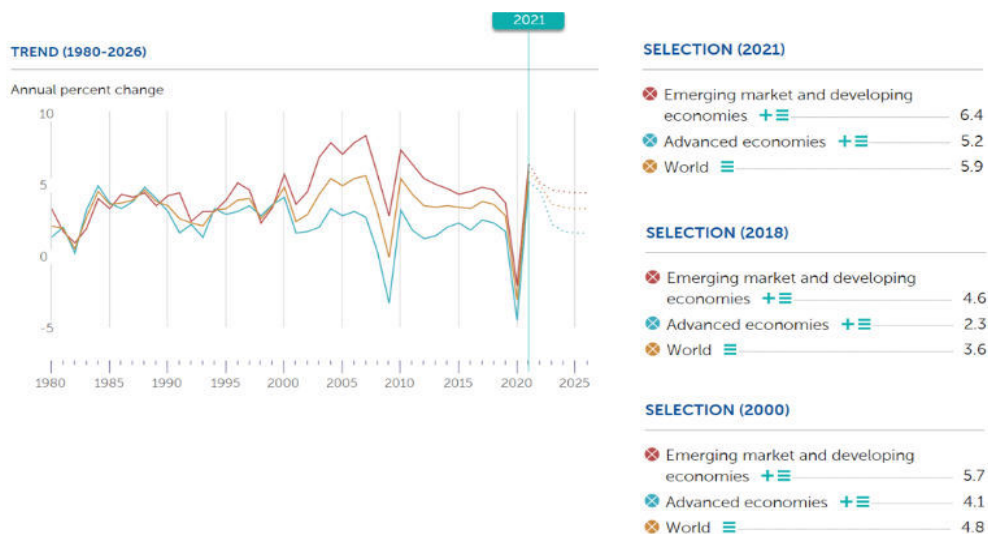 2021
TREND (1980-2026)
Annual percent change
10
5
0
-5
1980 1985 1990 1995 2000 2005 2010 2015 2020 2025
SELECTION (2021)
Emerging market and developing
economies 6.4
Advanced economies 5.2
World 5.9
SELECTION (2018)
Emerging market and developing
economies 4.6
Advanced economies 2.3
World 3.6
SELECTION (2000)
Emerging market and developing
economies 5.7
Advanced economies 4.1
World 4.8